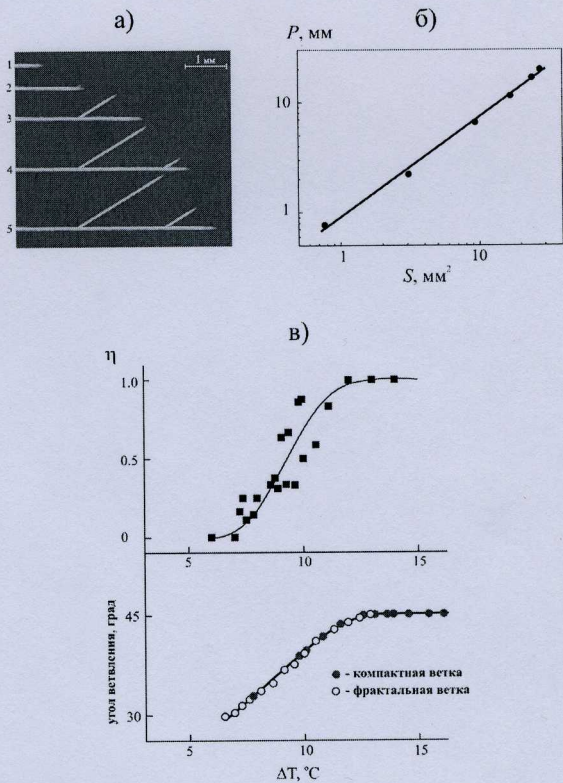 а)
1 мм
1
2
3
4
5
б)
P, мм
10
1
1 10
S, мм²
в)
η
1.0
0.5
0
5 10 15
угол ветвления, град
45
30
- компактная ветка
- фрактальная ветка
5 10 15
ΔT, °C